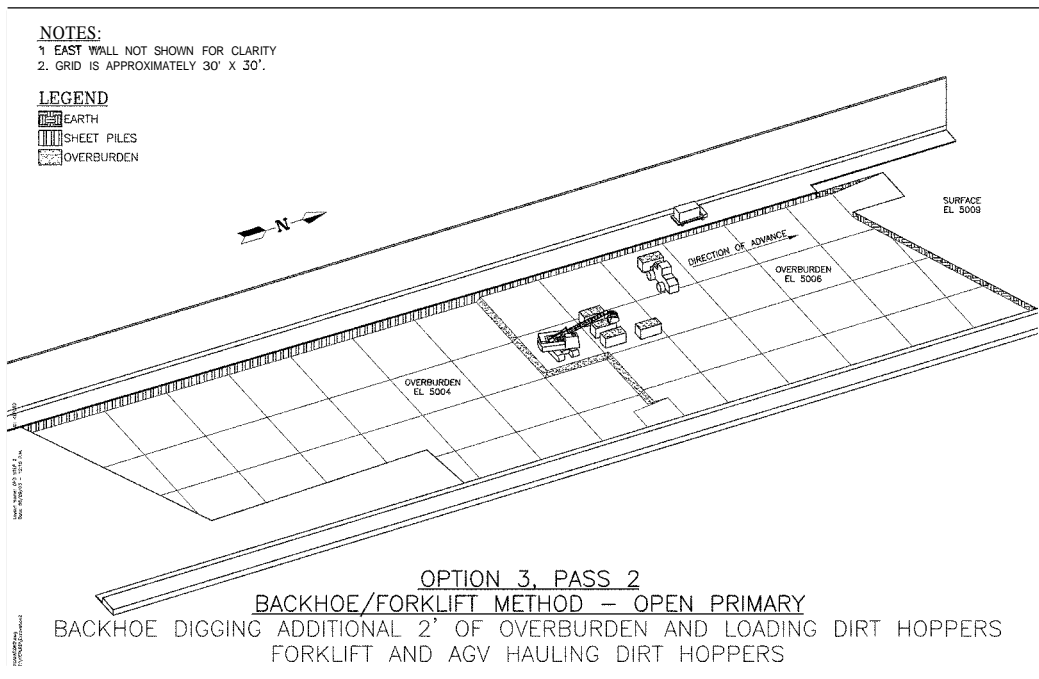 NOTES:
1 EAST WALL NOT SHOWN FOR CLARITY
2. GRID IS APPROXIMATELY 30' X 30'.
LEGEND
EARTH
SHEET PILES
OVERBURDEN
N
SURFACE
EL 5009
DIRECTION OF ADVANCE
OVERBURDEN
EL 5006
OVERBURDEN
EL 5004
OPTION 3, PASS 2
BACKHOE/FORKLIFT METHOD – OPEN PRIMARY
BACKHOE DIGGING ADDITIONAL 2' OF OVERBURDEN AND LOADING DIRT HOPPERS
FORKLIFT AND AGV HAULING DIRT HOPPERS